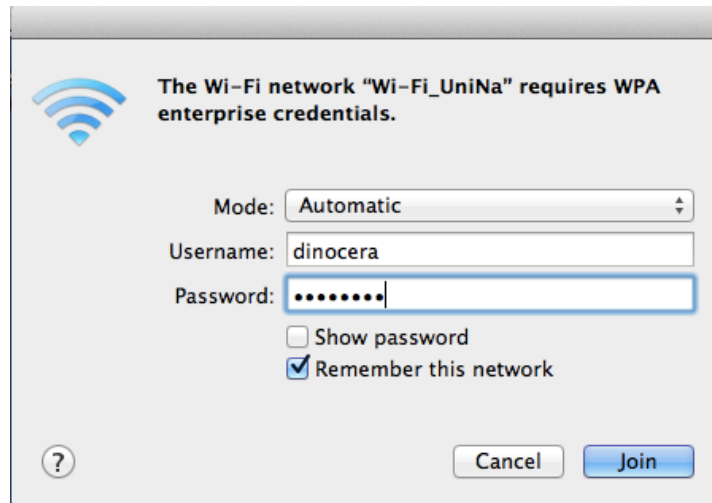 The Wi-Fi network “Wi-Fi_UniNa” requires WPA
enterprise credentials.
Mode: Automatic
Username: dinocera
Password: ••••••••
Show password
Remember this network
? Cancel Join